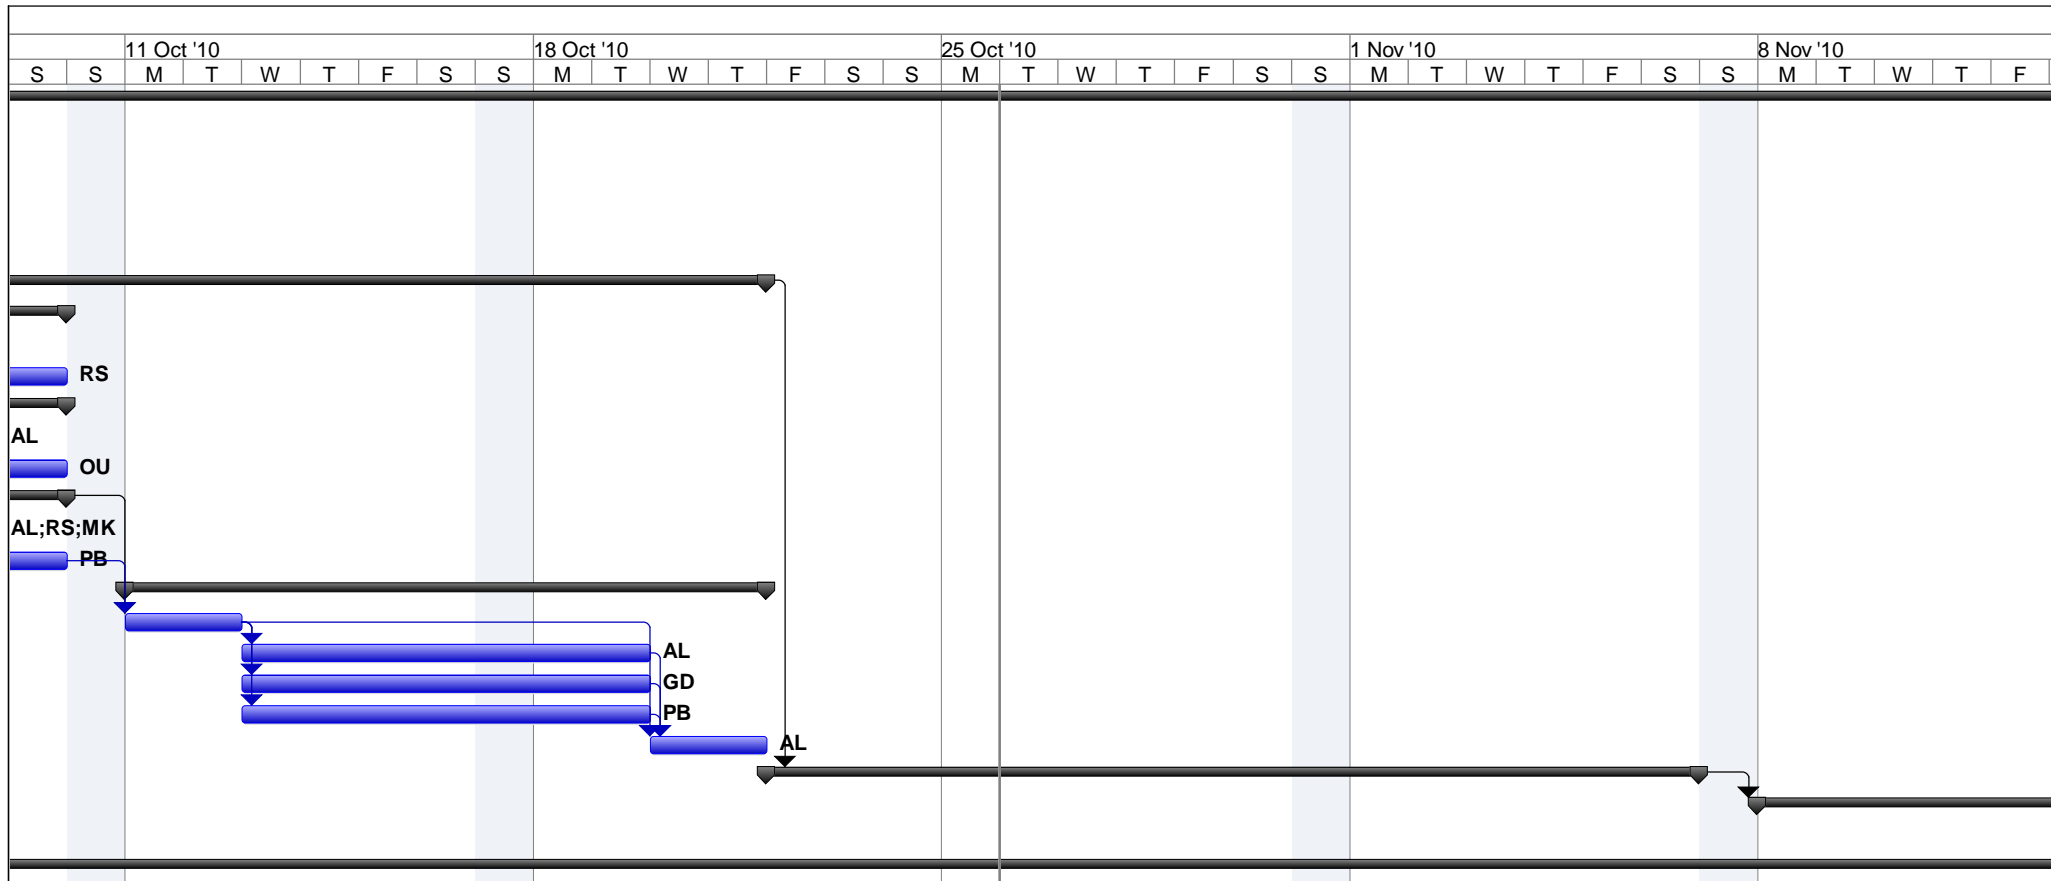 11 Oct '10 18 Oct '10 25 Oct '10 1 Nov '10 8 Nov '10
S S M T W T F S S M T W T F S S M T W T F S S M T W T F S S M T W T F
RS
AL
OU
AL;RS;MK
PB
AL
GD
PB
AL